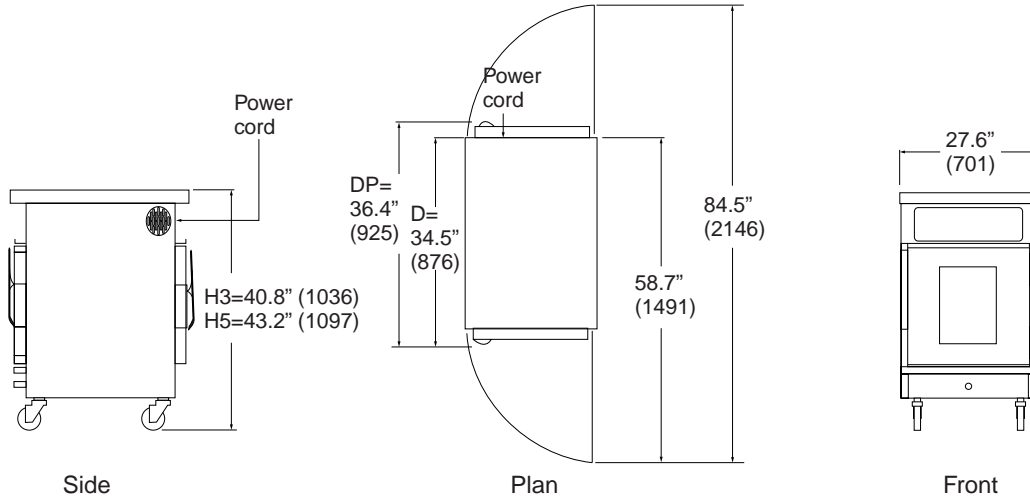 Power
cord
H3=40.8” (1036)
H5=43.2” (1097)
Side
Power
cord
DP=
36.4”
(925)
D=
34.5”
(876)
84.5”
(2146)
58.7”
(1491)
Plan
27.6”
(701)
Front